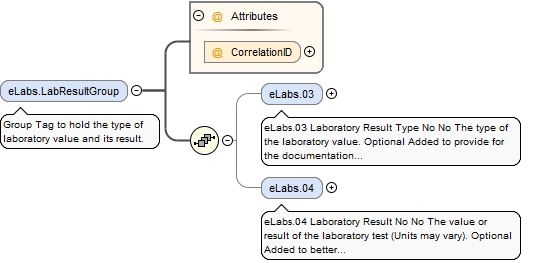 @ Attributes
@ CorrelationID
eLabs.LabResultGroup
Group Tag to hold the type of
laboratory value and its result.
eLabs.03
eLabs.03 Laboratory Result Type No No The type of
the laboratory value. Optional Added to provide for
the documentation...
eLabs.04
eLabs.04 Laboratory Result No No The value or
result of the laboratory test (Units may vary). Optional
Added to better...